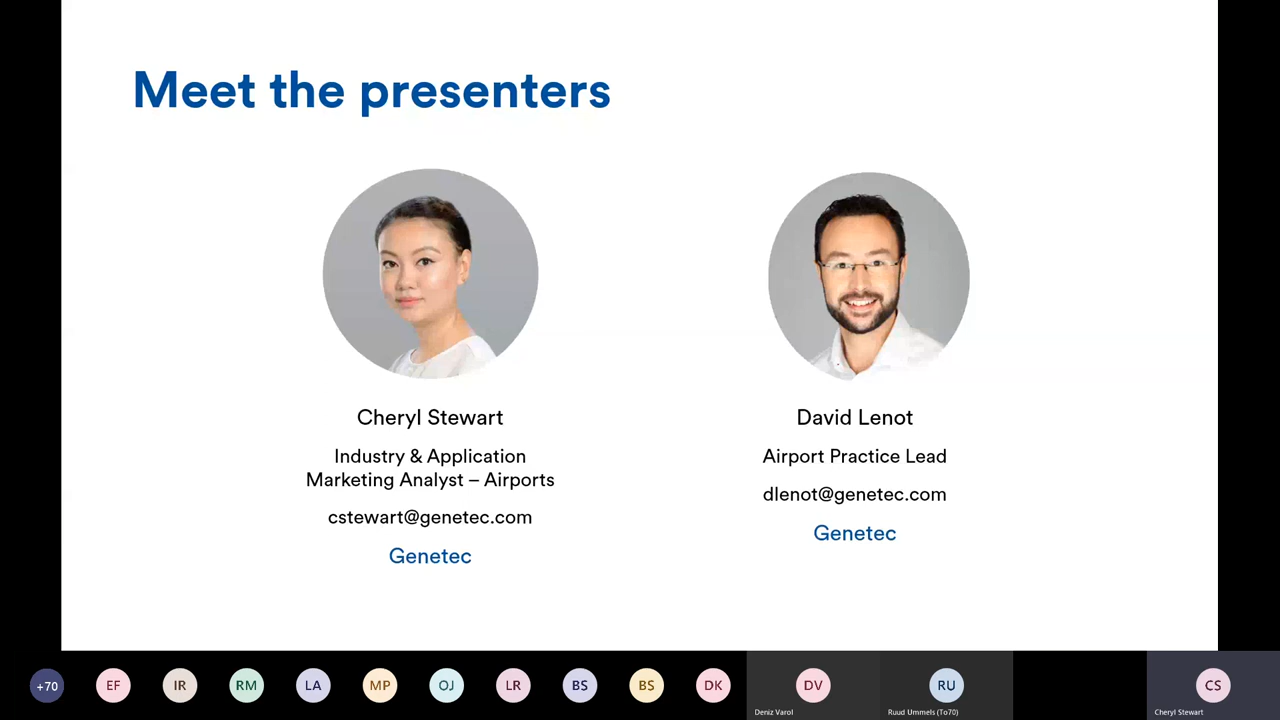 Meet the presenters
Cheryl Stewart
Industry & Application
Marketing Analyst – Airports
cstewart@genetec.com
Genetec
David Lenot
Airport Practice Lead
dlenot@genetec.com
Genetec
+70
EF
IR
RM
LA
MP
OJ
LR
BS
BS
DK
DV
Deniz Varol
RU
Ruud Ummels (To70)
CS
Cheryl Stewart